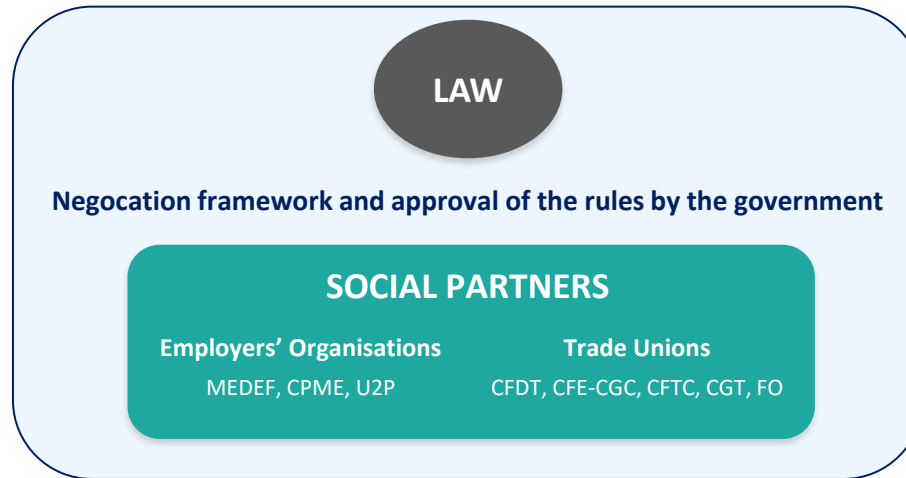 LAW
Negocation framework and approval of the rules by the government
SOCIAL PARTNERS
Employers’ Organisations
MEDEF, CPME, U2P
Trade Unions
CFDT, CFE-CGC, CFTC, CGT, FO